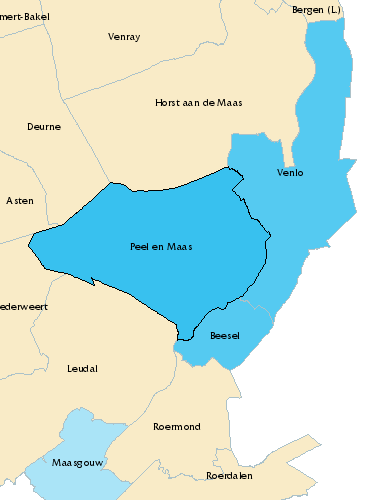 Bergen (L.)
mert-Bakel
Venray
Horst aan de Maas
Deurne
Venlo
Asten
Peel en Maas
ederweert
Beesel
Leudal
Roermond
Maasgouw
Roerdalen